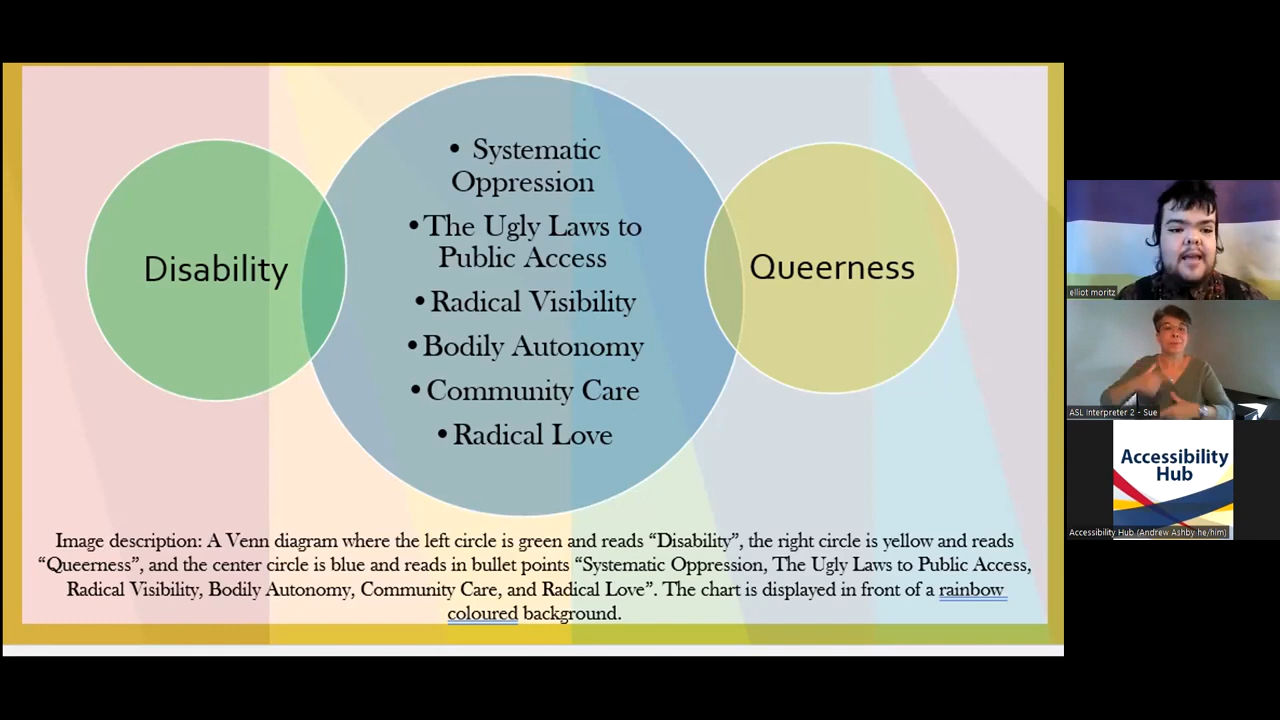 Disability
• Systematic
Oppression
• The Ugly Laws to
Public Access
• Radical Visibility
• Bodily Autonomy
• Community Care
• Radical Love
Queerness
Image description: A Venn diagram where the left circle is green and reads “Disability”, the right circle is yellow and reads
“Queerness”, and the center circle is blue and reads in bullet points “Systematic Oppression, The Ugly Laws to Public Access,
Radical Visibility, Bodily Autonomy, Community Care, and Radical Love”. The chart is displayed in front of a rainbow
coloured background.
elliot moritz
ASL Interpreter 2 - Sue
Accessibility
Hub
Accessibility Hub (Andrew Ashby he/him)